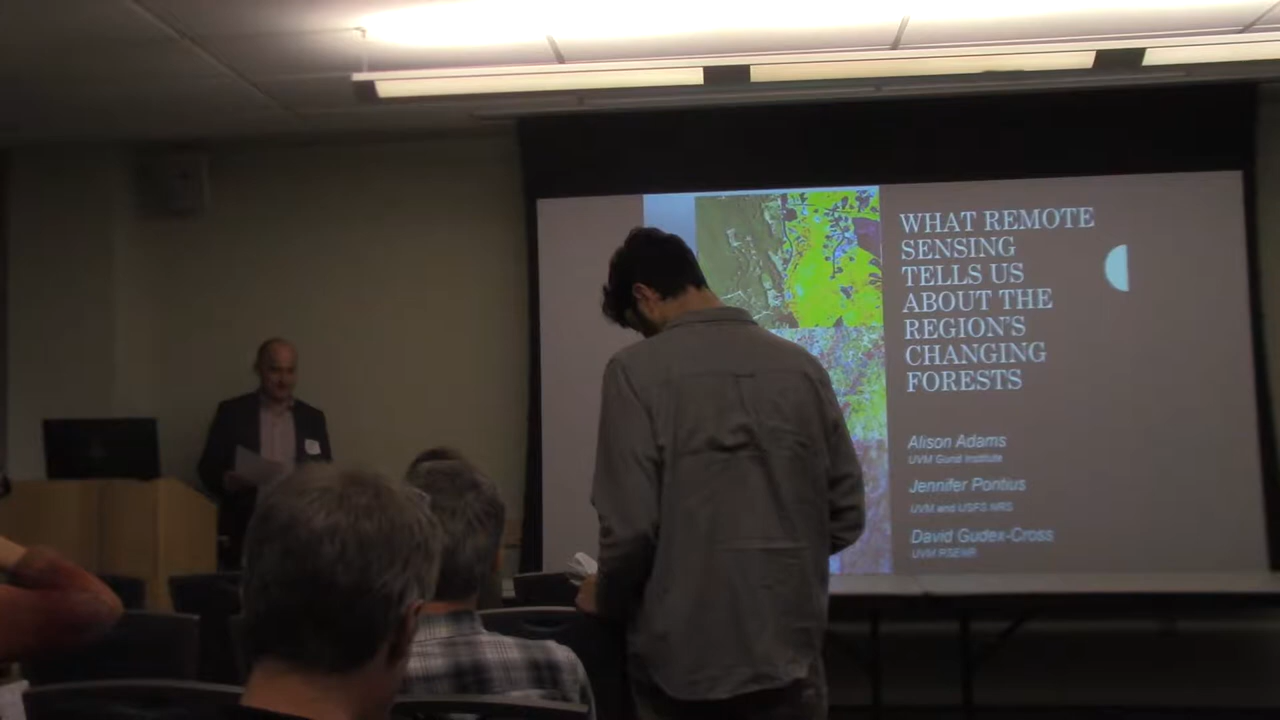 WHAT REMOTE
SENSING
TELLS US
ABOUT THE
REGION'S
CHANGING
FORESTS
Alison Adams
UVM Gund Institute
Jennifer Pontius
UVM and USFS NRS
David Gudex-Cross
UVM RSENR